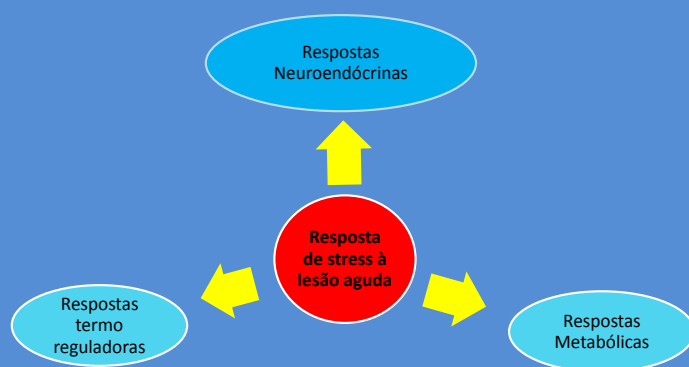 Respostas
Neuroendócrinas
Resposta
de stress à
lesão aguda
Respostas
termo
reguladoras
Respostas
Metabólicas